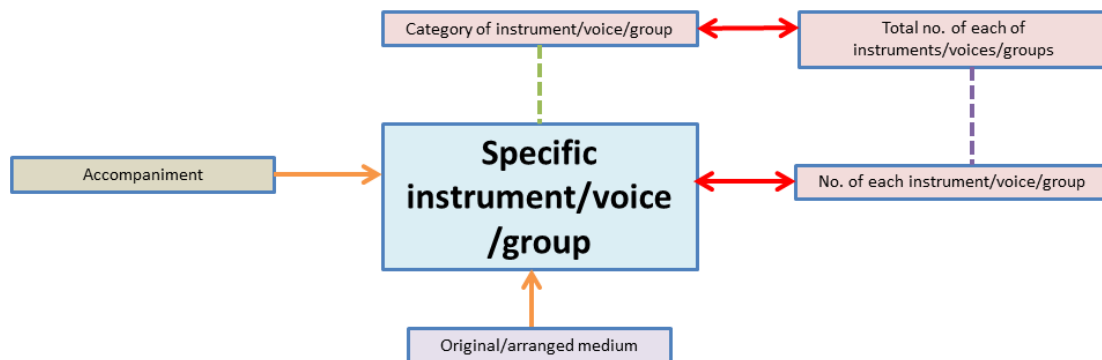 Category of instrument/voice/group
Total no. of each of
instruments/voices/groups
Specific
instrument/voice
/group
Accompaniment
No. of each instrument/voice/group
Original/arranged medium